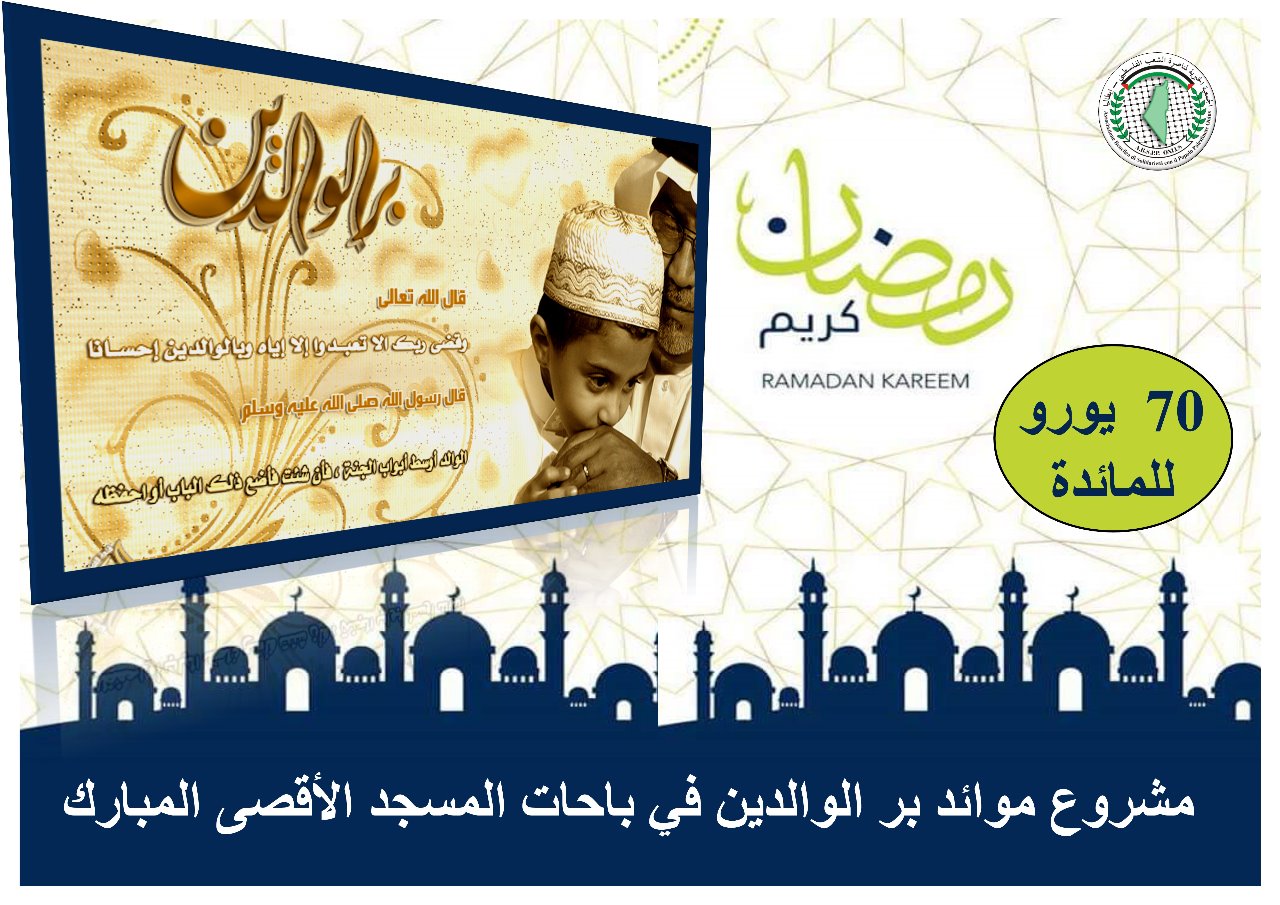 بر الوالدين
قال الله تعالى
وقضى ربك الا تعبدوا إلا إياه وبالوالدين إحسانا
قال رسول الله صلى الله عليه وسلم
الوالد أوسط أبواب الجنة ، فأن شئت فأضع ذلك الباب أو احفظه
رمضان
كريم
RAMADAN KAREEM
70 يورو
للمائدة
مشروع موائد بر الوالدين في باحات المسجد الأقصى المبارك